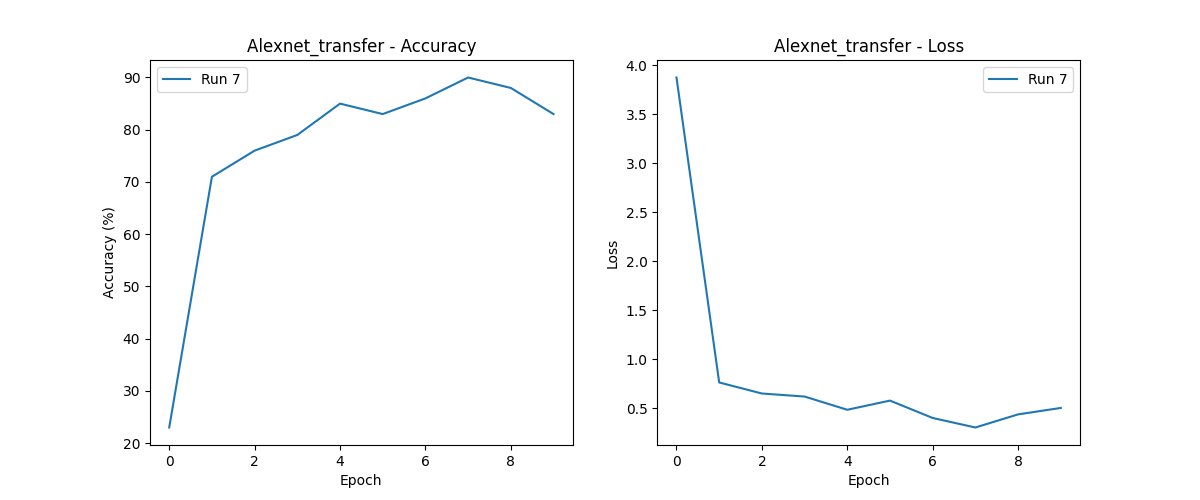 Alexnet_transfer - Accuracy
Run 7
90
80
70
60
50
40
30
20
Accuracy (%)
0 2 4 6 8
Epoch
Alexnet_transfer - Loss
Run 7
4.0
3.5
3.0
2.5
2.0
1.5
1.0
0.5
Loss
0 2 4 6 8
Epoch